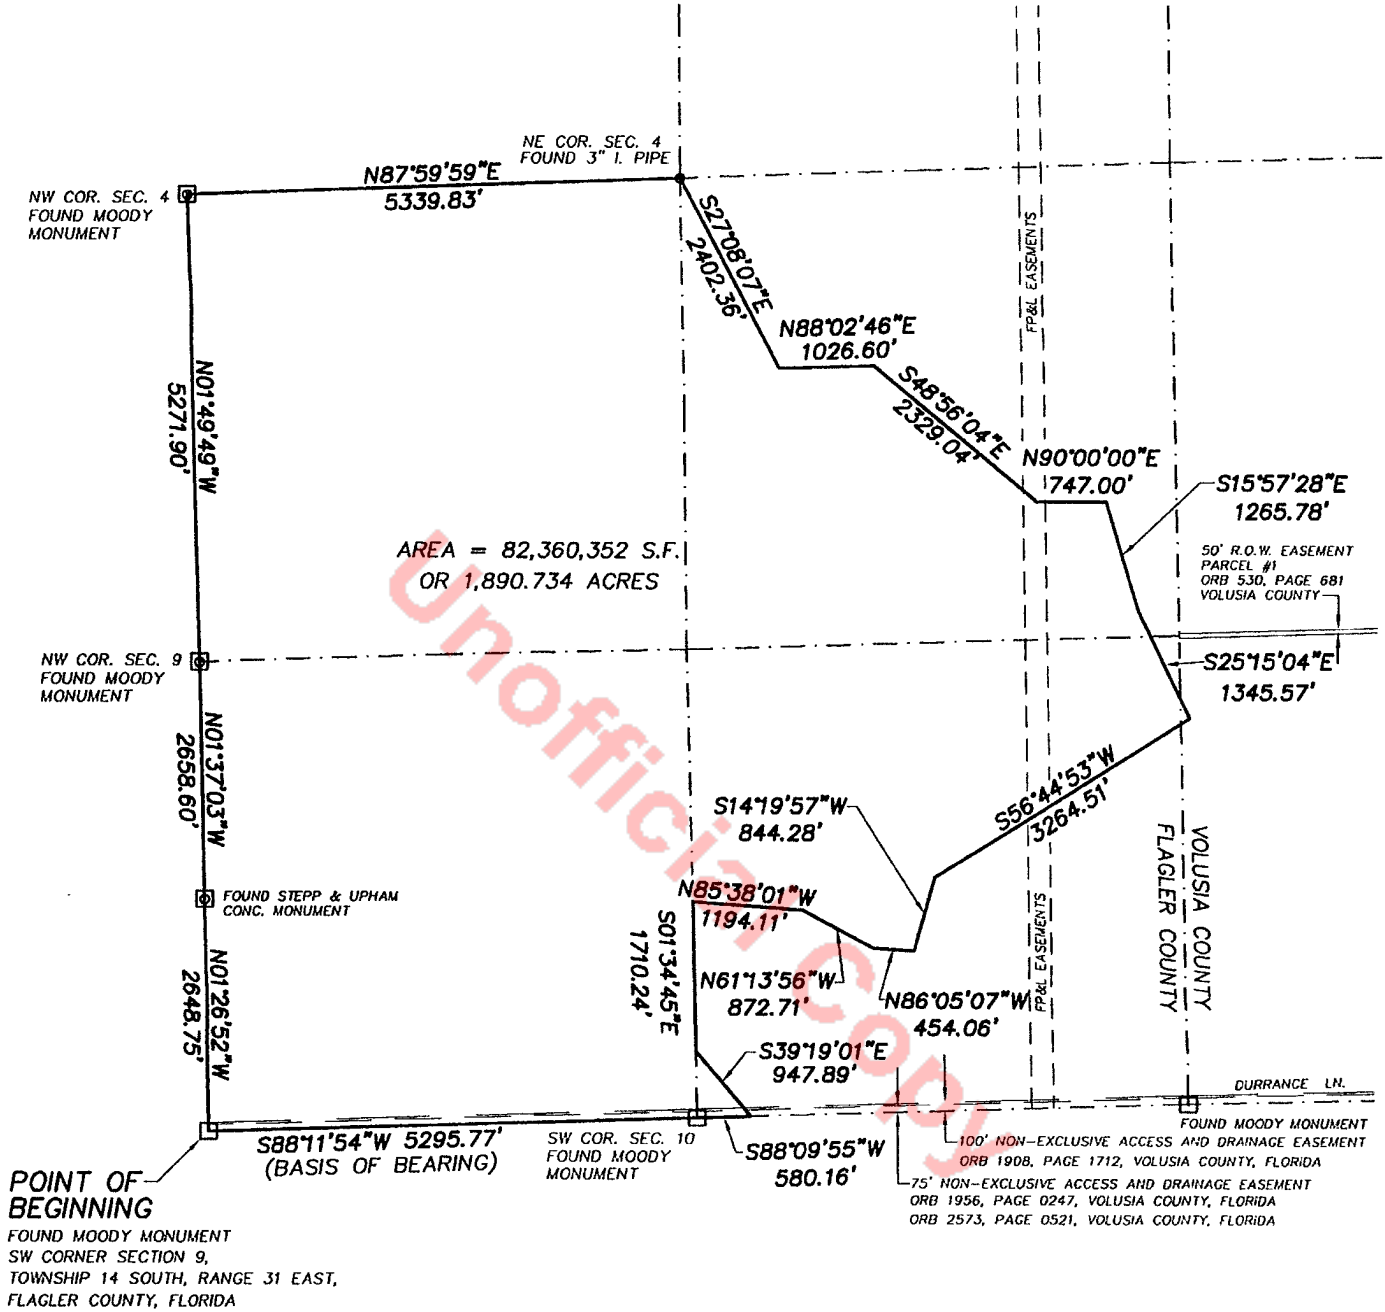 NE COR. SEC. 4
FOUND 3" I. PIPE
N87°59'59"E
5339.83'
NW COR. SEC. 4
FOUND MOODY
MONUMENT
S27°08'07"E
2402.36'
FP&L EASEMENTS
N88°02'46"E
1026.60'
S48°56'04"E
2329.04'
N90°00'00"E
747.00'
S15°57'28"E
1265.78'
N01°49'49"W
5271.90'
AREA = 82,360,352 S.F.
OR 1,890.734 ACRES
50' R.O.W. EASEMENT
PARCEL #1
ORB 530, PAGE 681
VOLUSIA COUNTY
NW COR. SEC. 9
FOUND MOODY
MONUMENT
S25°15'04"E
1345.57'
N01°37'03"W
2658.60'
S56°44'53"W
3264.51'
S14°19'57"W
844.28'
VOLUSIA COUNTY
FLAGLER COUNTY
FOUND STEPP & UPHAM
CONC. MONUMENT
N85°38'01"W
1194.11'
S01°34'45"E
1710.24'
FP&L EASEMENTS
N61°13'56"W
872.71'
N86°05'07"W
454.06'
N01°26'52"W
2648.75'
S39°19'01"E
947.89'
DURRANCE LN.
FOUND MOODY MONUMENT
S88°11'54"W 5295.77'
(BASIS OF BEARING)
SW COR. SEC. 10
FOUND MOODY
MONUMENT
S88°09'55"W
580.16'
100' NON-EXCLUSIVE ACCESS AND DRAINAGE EASEMENT
ORB 1908, PAGE 1712, VOLUSIA COUNTY, FLORIDA
75' NON-EXCLUSIVE ACCESS AND DRAINAGE EASEMENT
ORB 1956, PAGE 0247, VOLUSIA COUNTY, FLORIDA
ORB 2573, PAGE 0521, VOLUSIA COUNTY, FLORIDA
POINT OF
BEGINNING
FOUND MOODY MONUMENT
SW CORNER SECTION 9,
TOWNSHIP 14 SOUTH, RANGE 31 EAST,
FLAGLER COUNTY, FLORIDA
Unofficial Copy